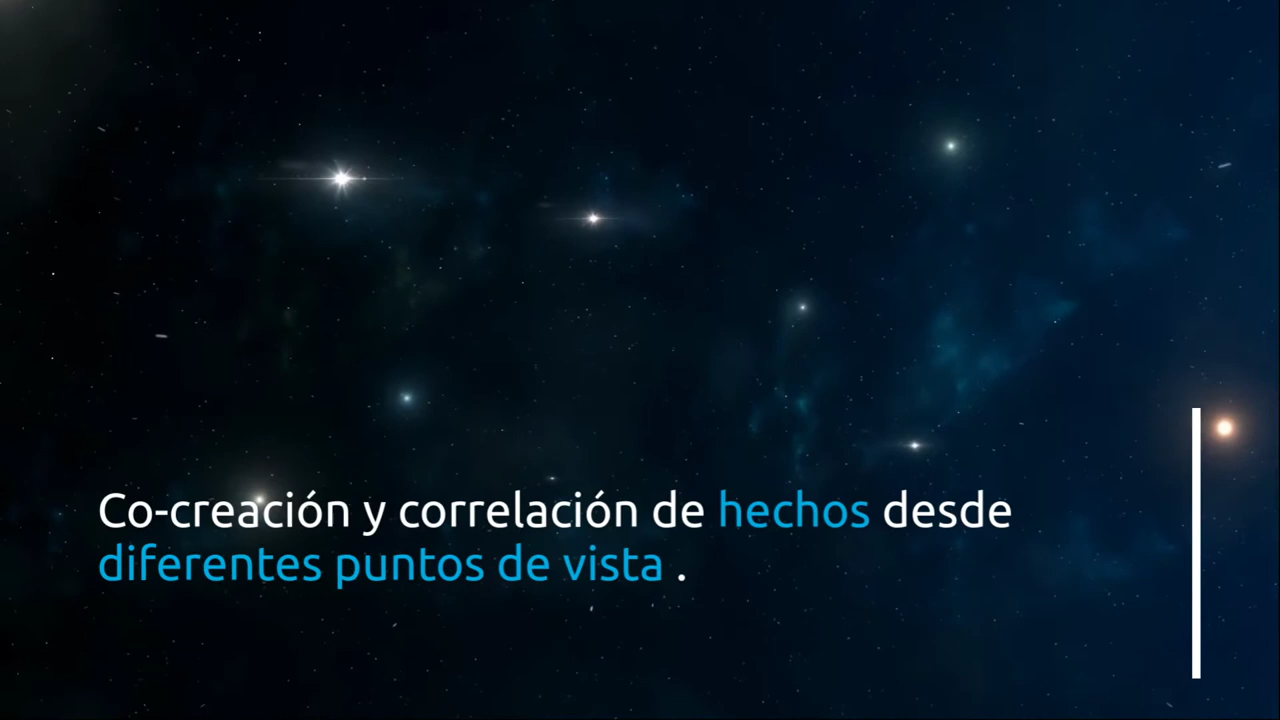 Co-creación y correlación de hechos desde
diferentes puntos de vista .